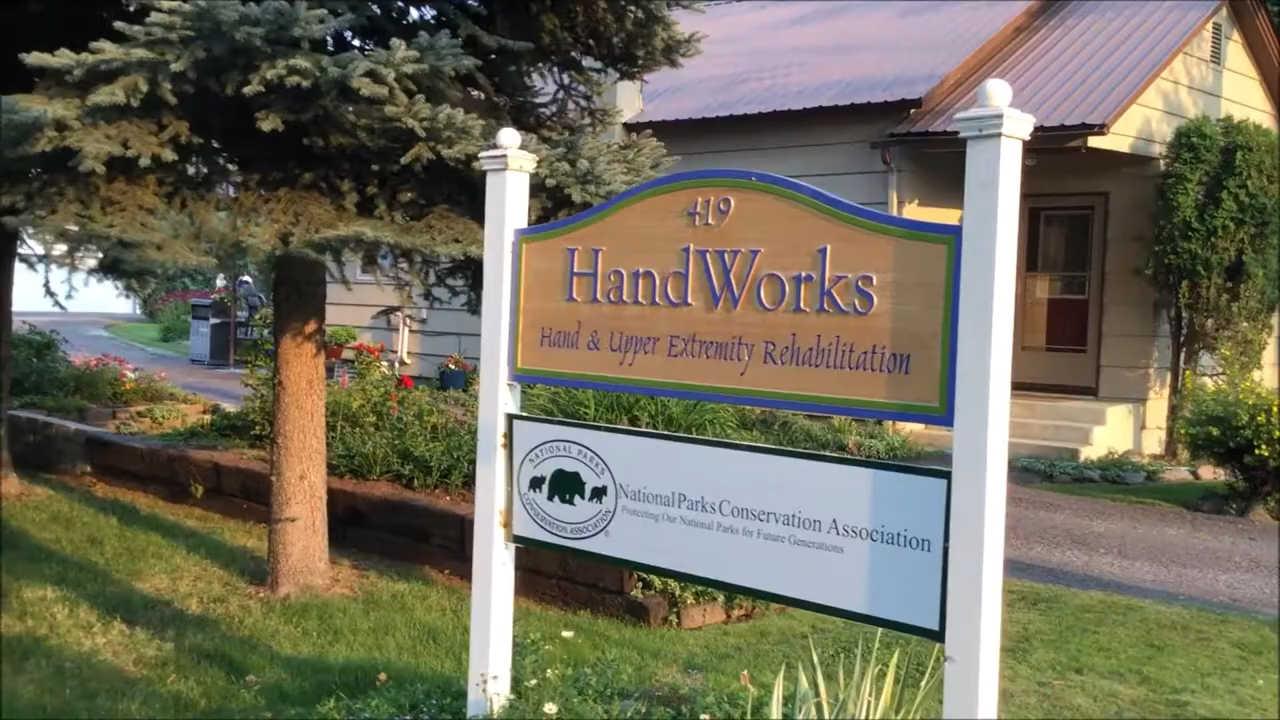 419
HandWorks
Hand & Upper Extremity Rehabilitation
NATIONAL PARKS
CONSERVATION ASSOCIATION
®
National Parks Conservation Association
Protecting Our National Parks for Future Generations